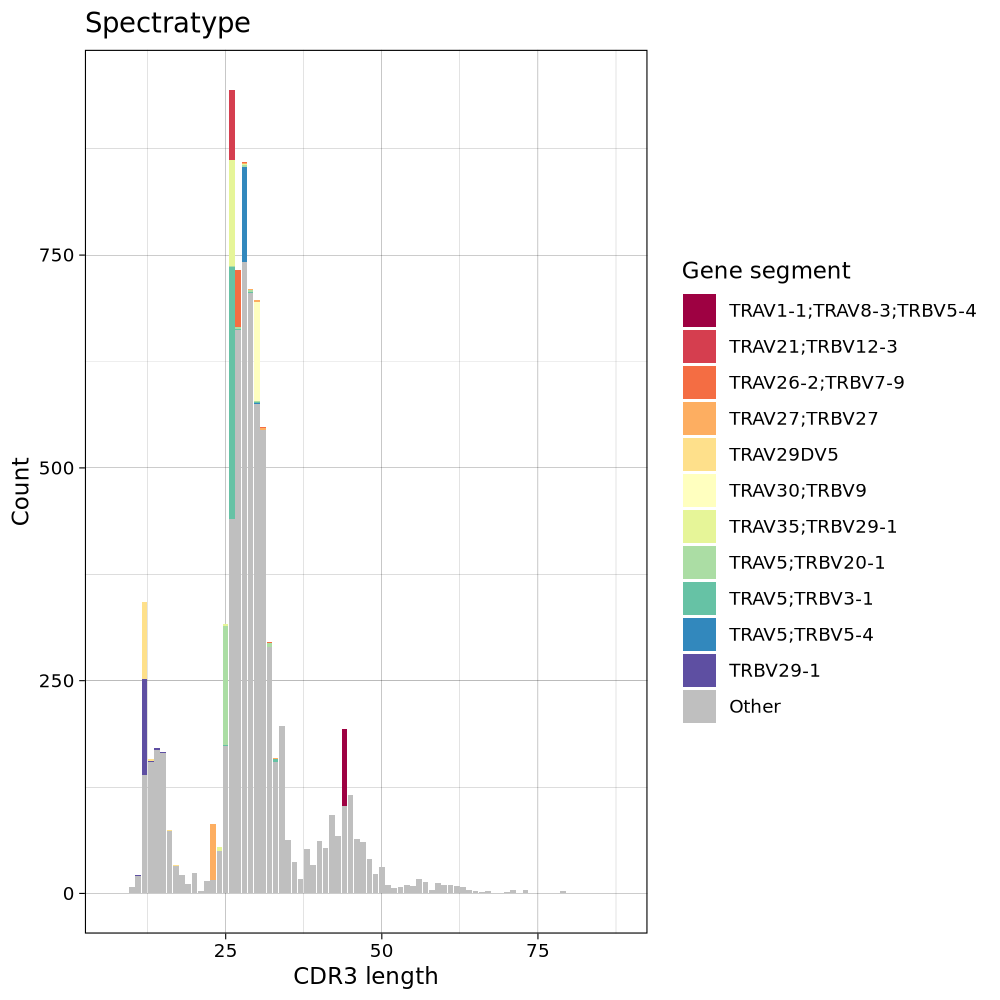 Spectratype
Count
750
500
250
0
25
50
75
CDR3 length
Gene segment
TRAV1-1;TRAV8-3;TRBV5-4
TRAV21;TRBV12-3
TRAV26-2;TRBV7-9
TRAV27;TRBV27
TRAV29DV5
TRAV30;TRBV9
TRAV35;TRBV29-1
TRAV5;TRBV20-1
TRAV5;TRBV3-1
TRAV5;TRBV5-4
TRBV29-1
Other